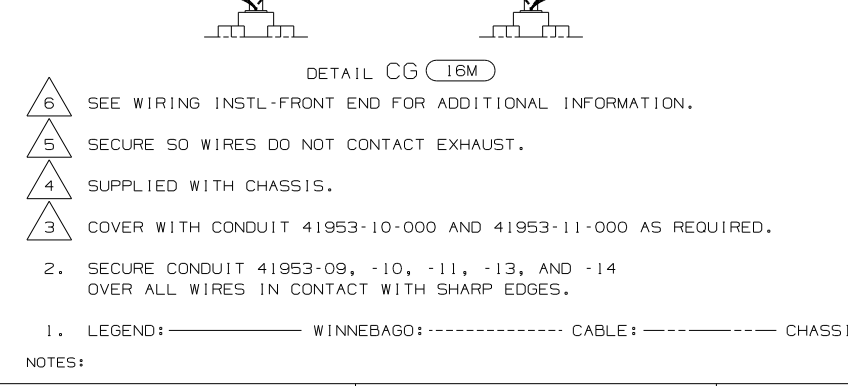 DETAIL CG 16M
6 SEE WIRING INSTL-FRONT END FOR ADDITIONAL INFORMATION.
5 SECURE SO WIRES DO NOT CONTACT EXHAUST.
4 SUPPLIED WITH CHASSIS.
3 COVER WITH CONDUIT 41953-10-000 AND 41953-11-000 AS REQUIRED.
2. SECURE CONDUIT 41953-09, -10, -11, -13, AND -14
OVER ALL WIRES IN CONTACT WITH SHARP EDGES.
1. LEGEND: WINNEBAGO: CABLE: CHASSI
NOTES: